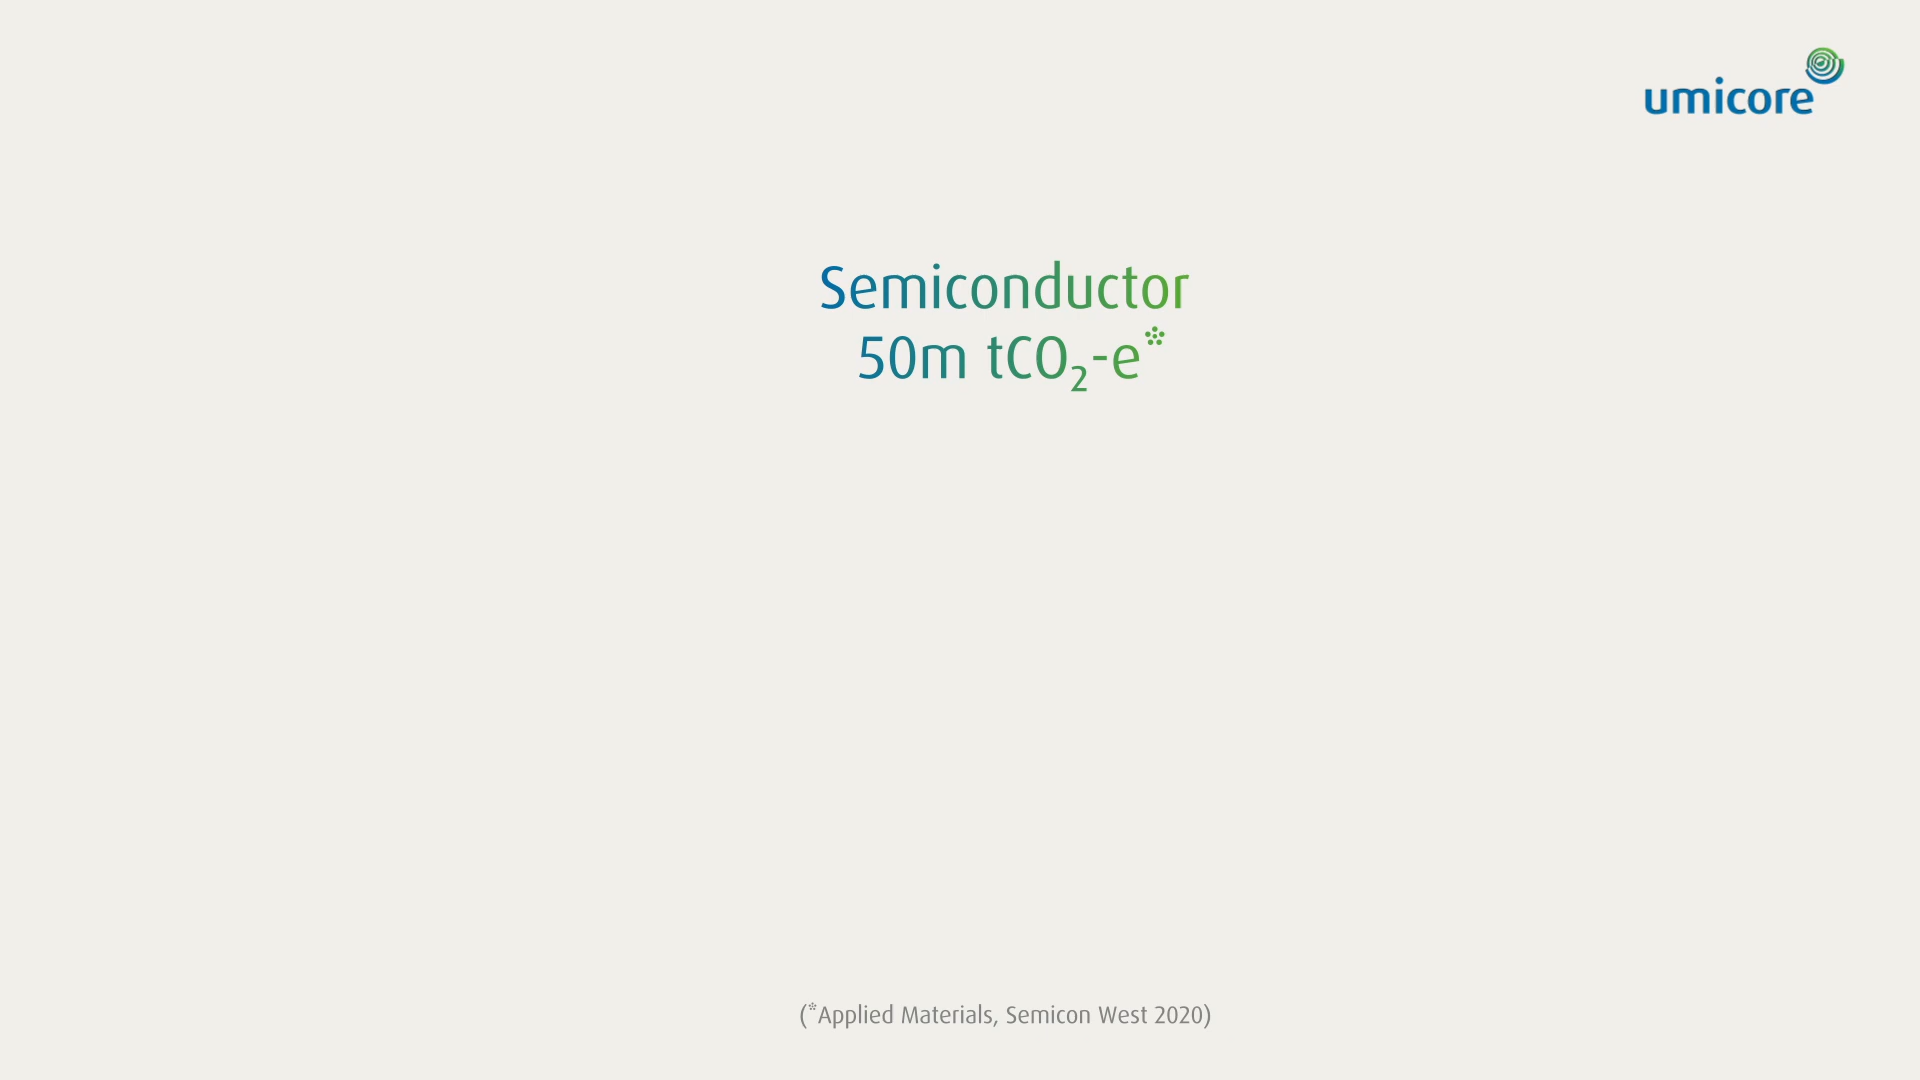 umicore
Semiconductor
50m tCO₂-e*
(*Applied Materials, Semicon West 2020)